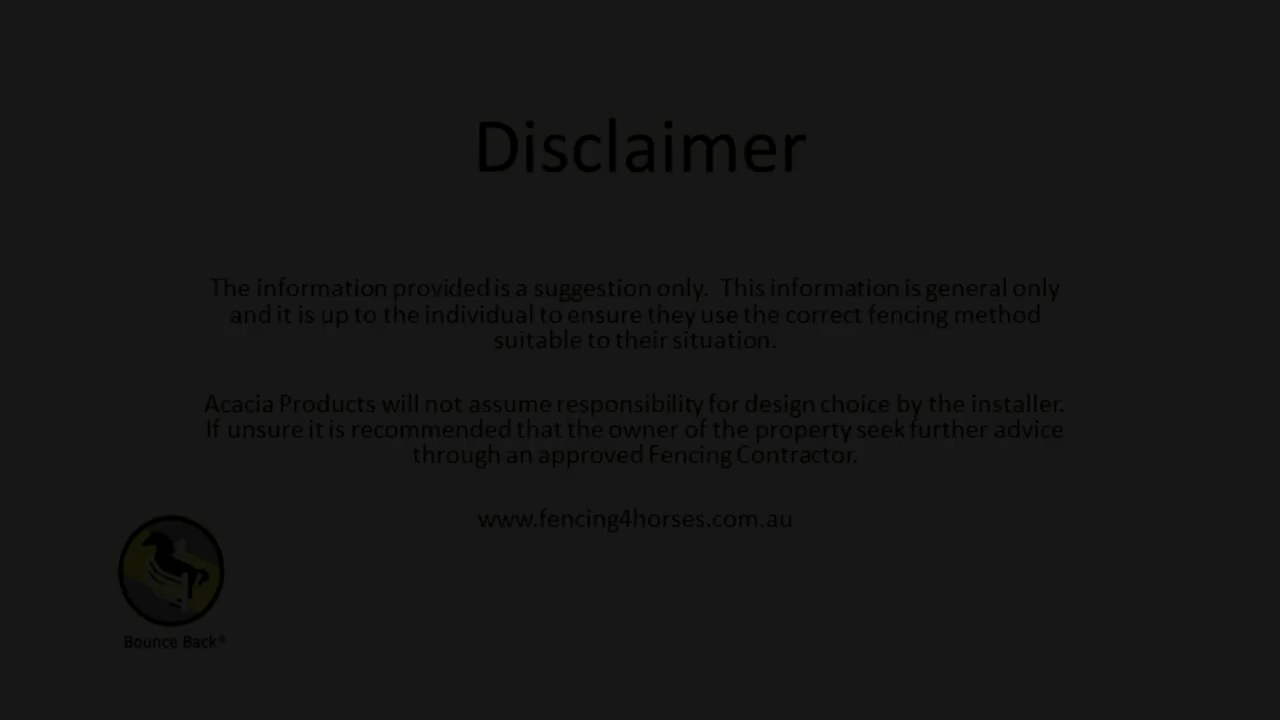 Disclaimer
The information provided is a suggestion only. This information is general only
and it is up to the individual to ensure they use the correct fencing method
suitable to their situation.
Acacia Products will not assume responsibility for design choice by the installer.
If unsure it is recommended that the owner of the property seek further advice
through an approved Fencing Contractor.
www.fencing4horses.com.au
Bounce Back®